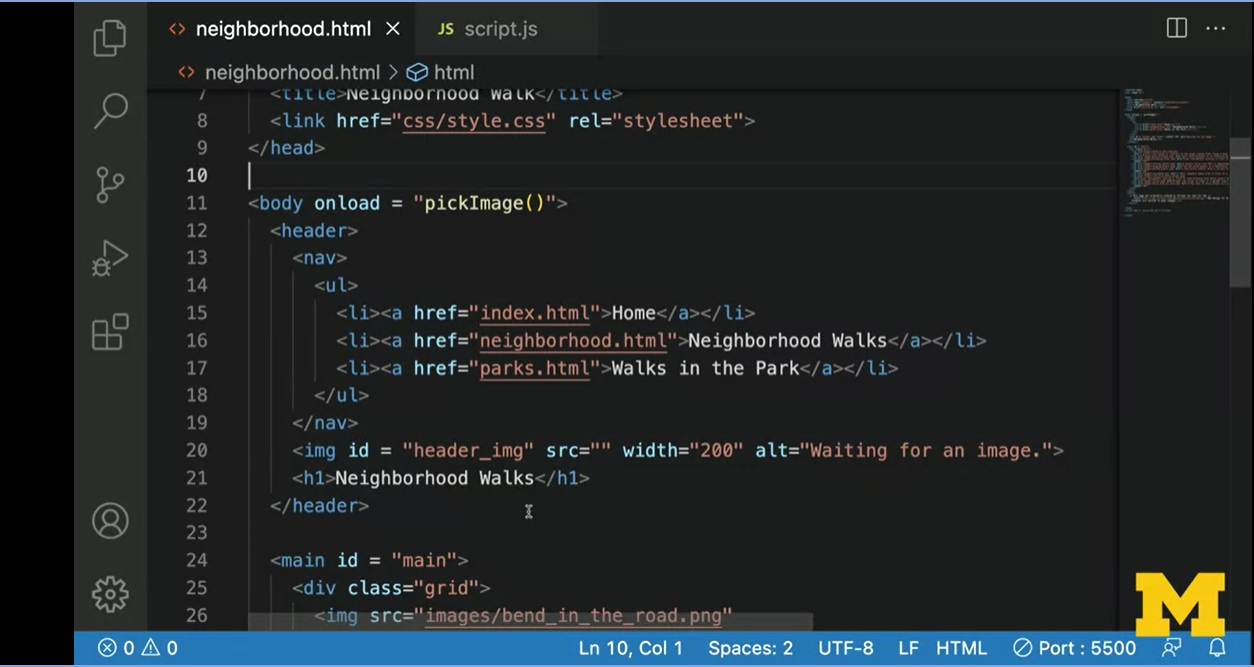 neighborhood.html
JS script.js
neighborhood.html > html
7 <title>Neighborhood Walk</title>
8 <link href="css/style.css" rel="stylesheet">
9 </head>
10
11 <body onload = "pickImage()">
12 <header>
13 <nav>
14 <ul>
15 <li><a href="index.html">Home</a></li>
16 <li><a href="neighborhood.html">Neighborhood Walks</a></li>
17 <li><a href="parks.html">Walks in the Park</a></li>
18 </ul>
19 </nav>
20 <img id = "header_img" src="" width="200" alt="Waiting for an image.">
21 <h1>Neighborhood Walks</h1>
22 </header>
23
24 <main id = "main">
25 <div class="grid">
26 <img src="images/bend_in_the_road.png"
M
0 0 Ln 10, Col 1 Spaces: 2 UTF-8 LF HTML Port : 5500